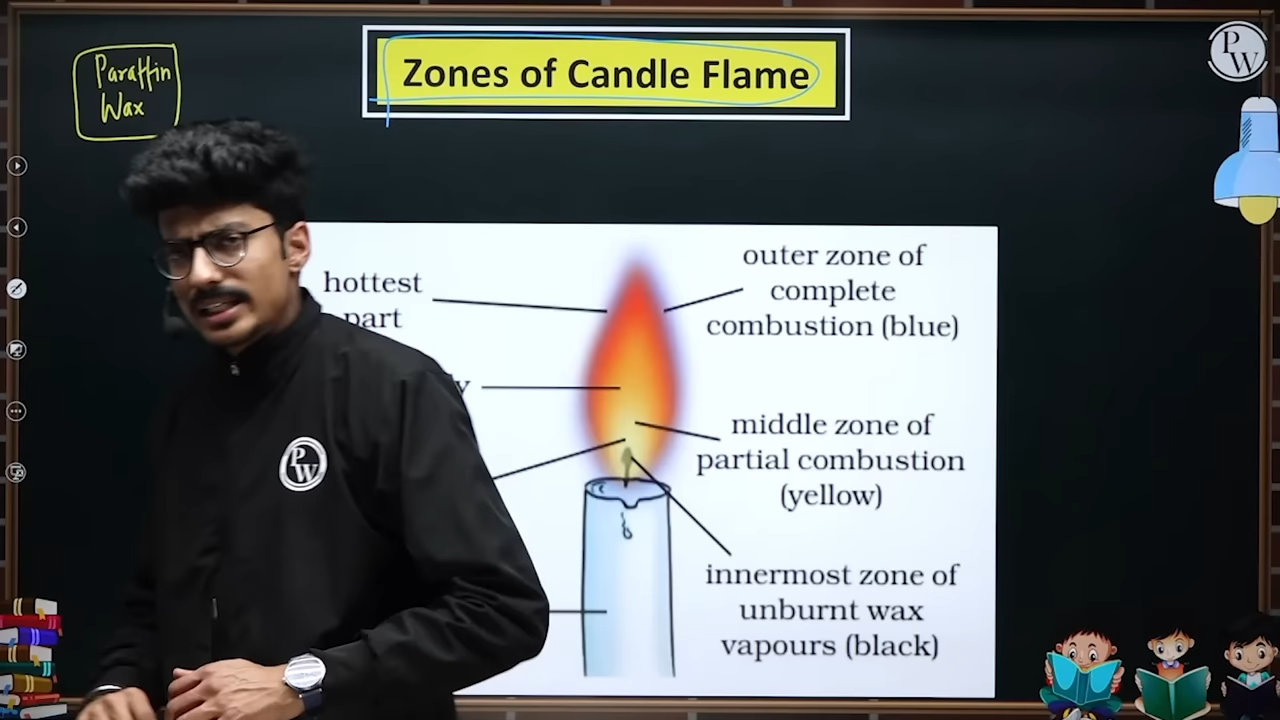 Paraffin
Wax
Zones of Candle Flame
PW
hottest
part
outer zone of
complete
combustion (blue)
middle zone of
partial combustion
(yellow)
innermost zone of
unburnt wax
vapours (black)
PW